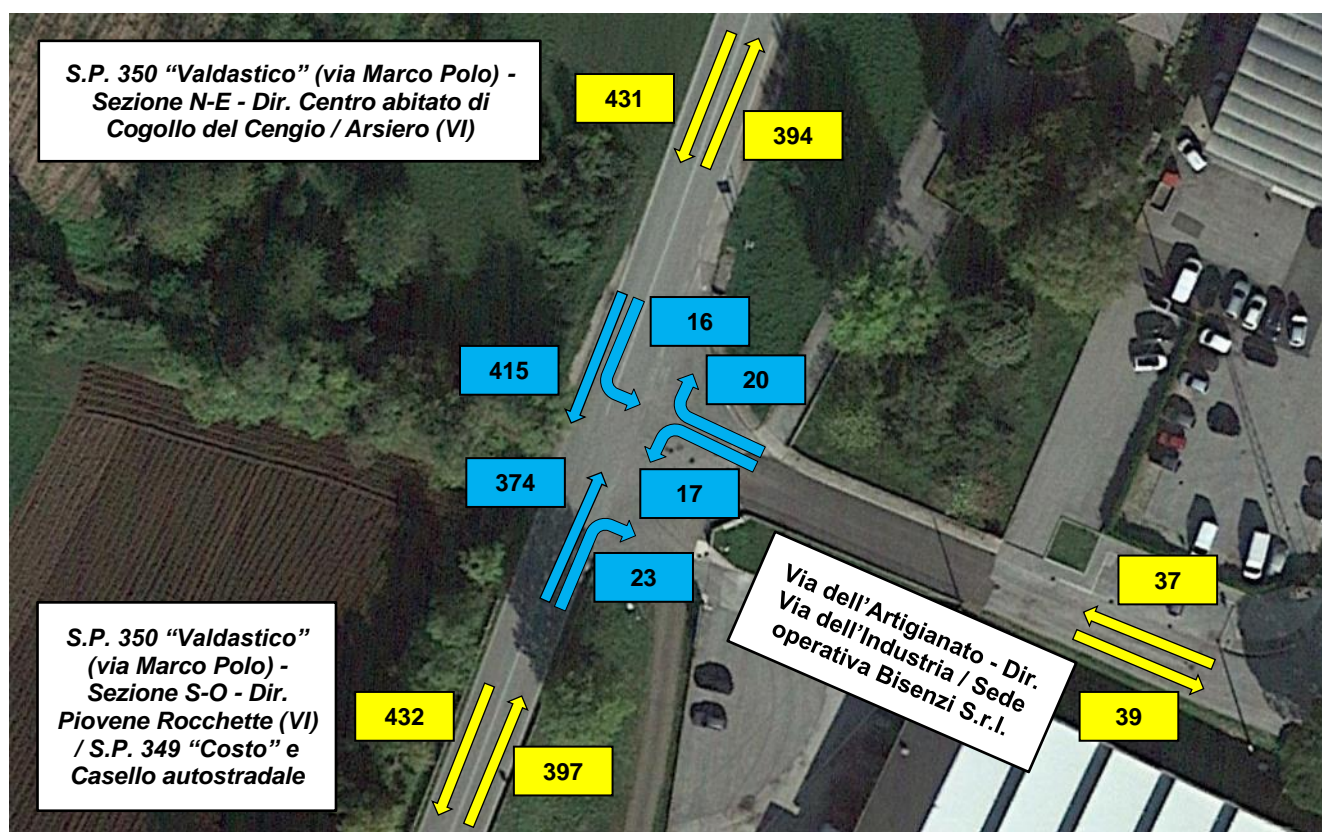 S.P. 350 “Valdastico” (via Marco Polo) -
Sezione N-E - Dir. Centro abitato di
Cogollo del Cengio / Arsiero (VI)
431
394
16
415
20
374
17
23
Via dell’Artigianato - Dir.
Via dell’Industria / Sede
operativa Bisenzi S.r.l.
37
39
S.P. 350 “Valdastico”
(via Marco Polo) -
Sezione S-O - Dir.
Piovene Rocchette (VI)
/ S.P. 349 “Costo” e
Casello autostradale
432
397